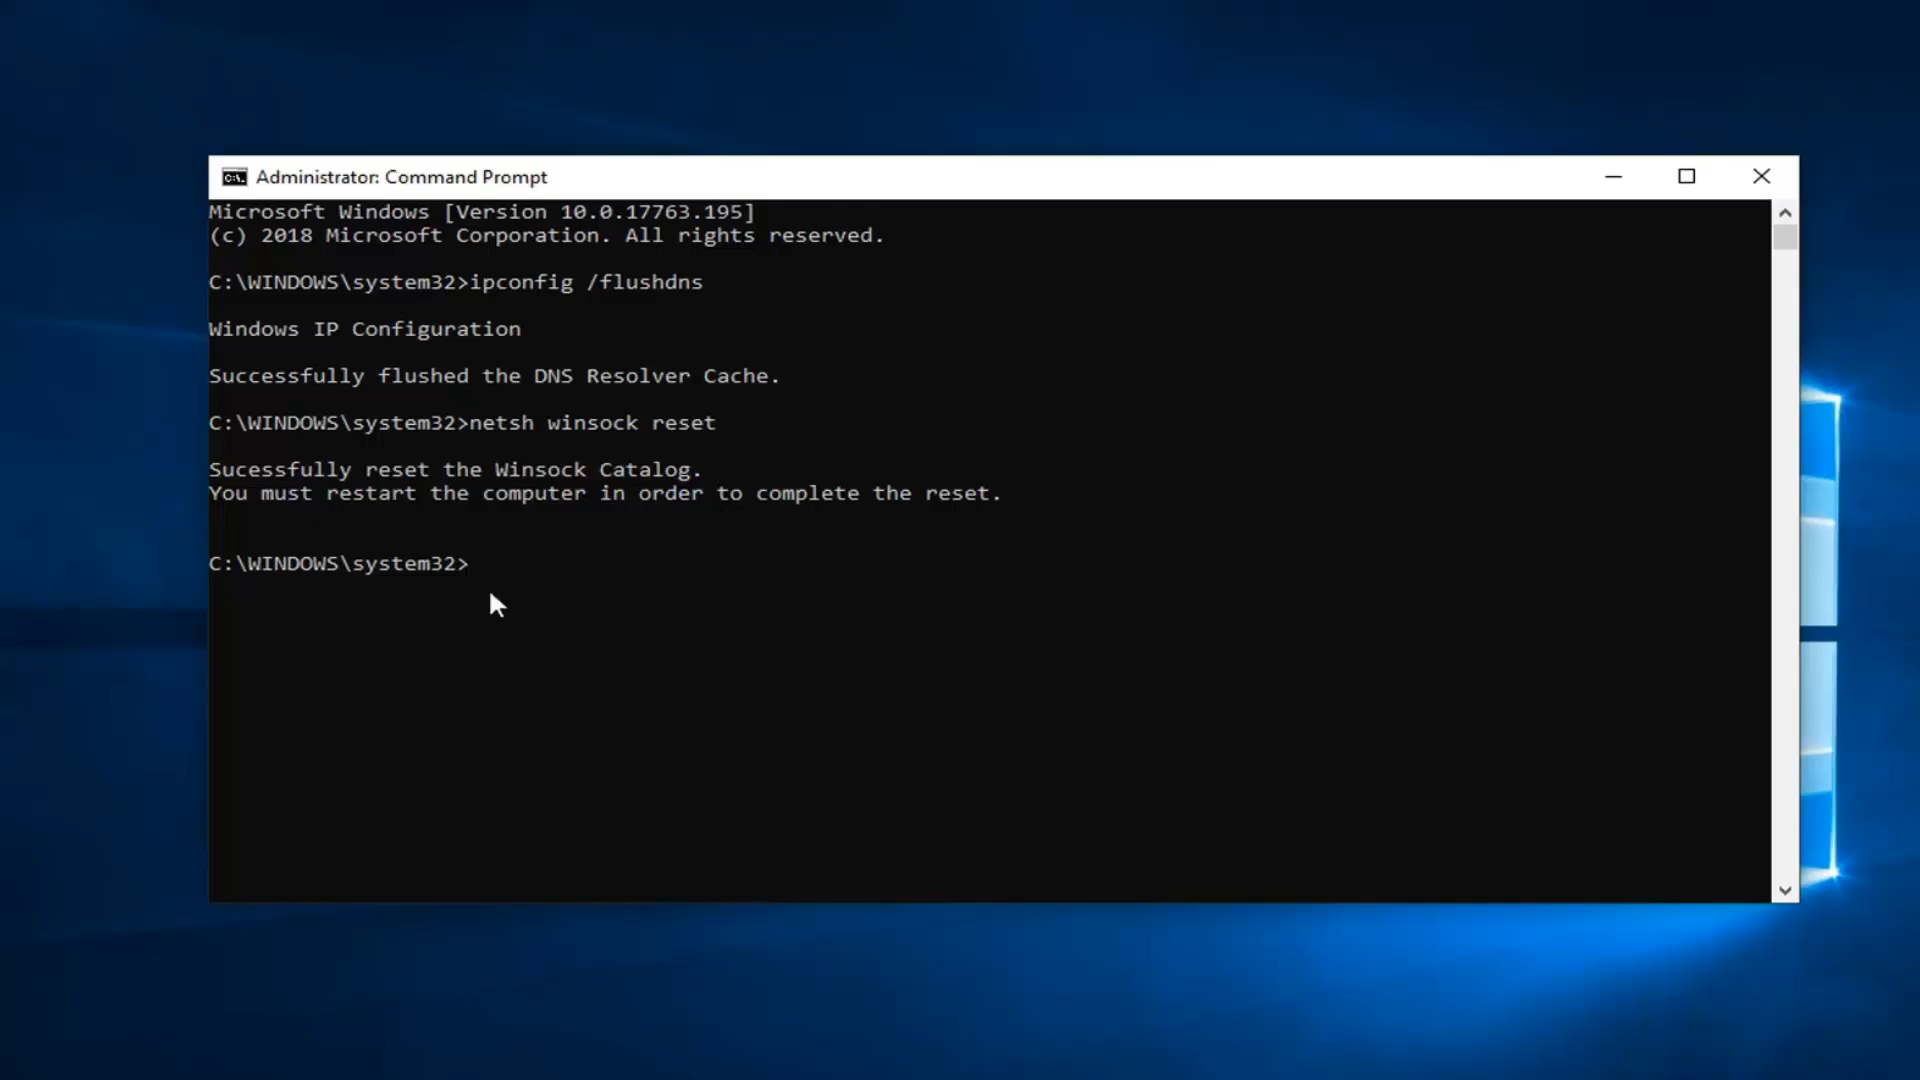 Administrator: Command Prompt
Microsoft Windows [Version 10.0.17763.195]
(c) 2018 Microsoft Corporation. All rights reserved.
C:\WINDOWS\system32>ipconfig /flushdns
Windows IP Configuration
Successfully flushed the DNS Resolver Cache.
C:\WINDOWS\system32>netsh winsock reset
Sucessfully reset the Winsock Catalog.
You must restart the computer in order to complete the reset.
C:\WINDOWS\system32>